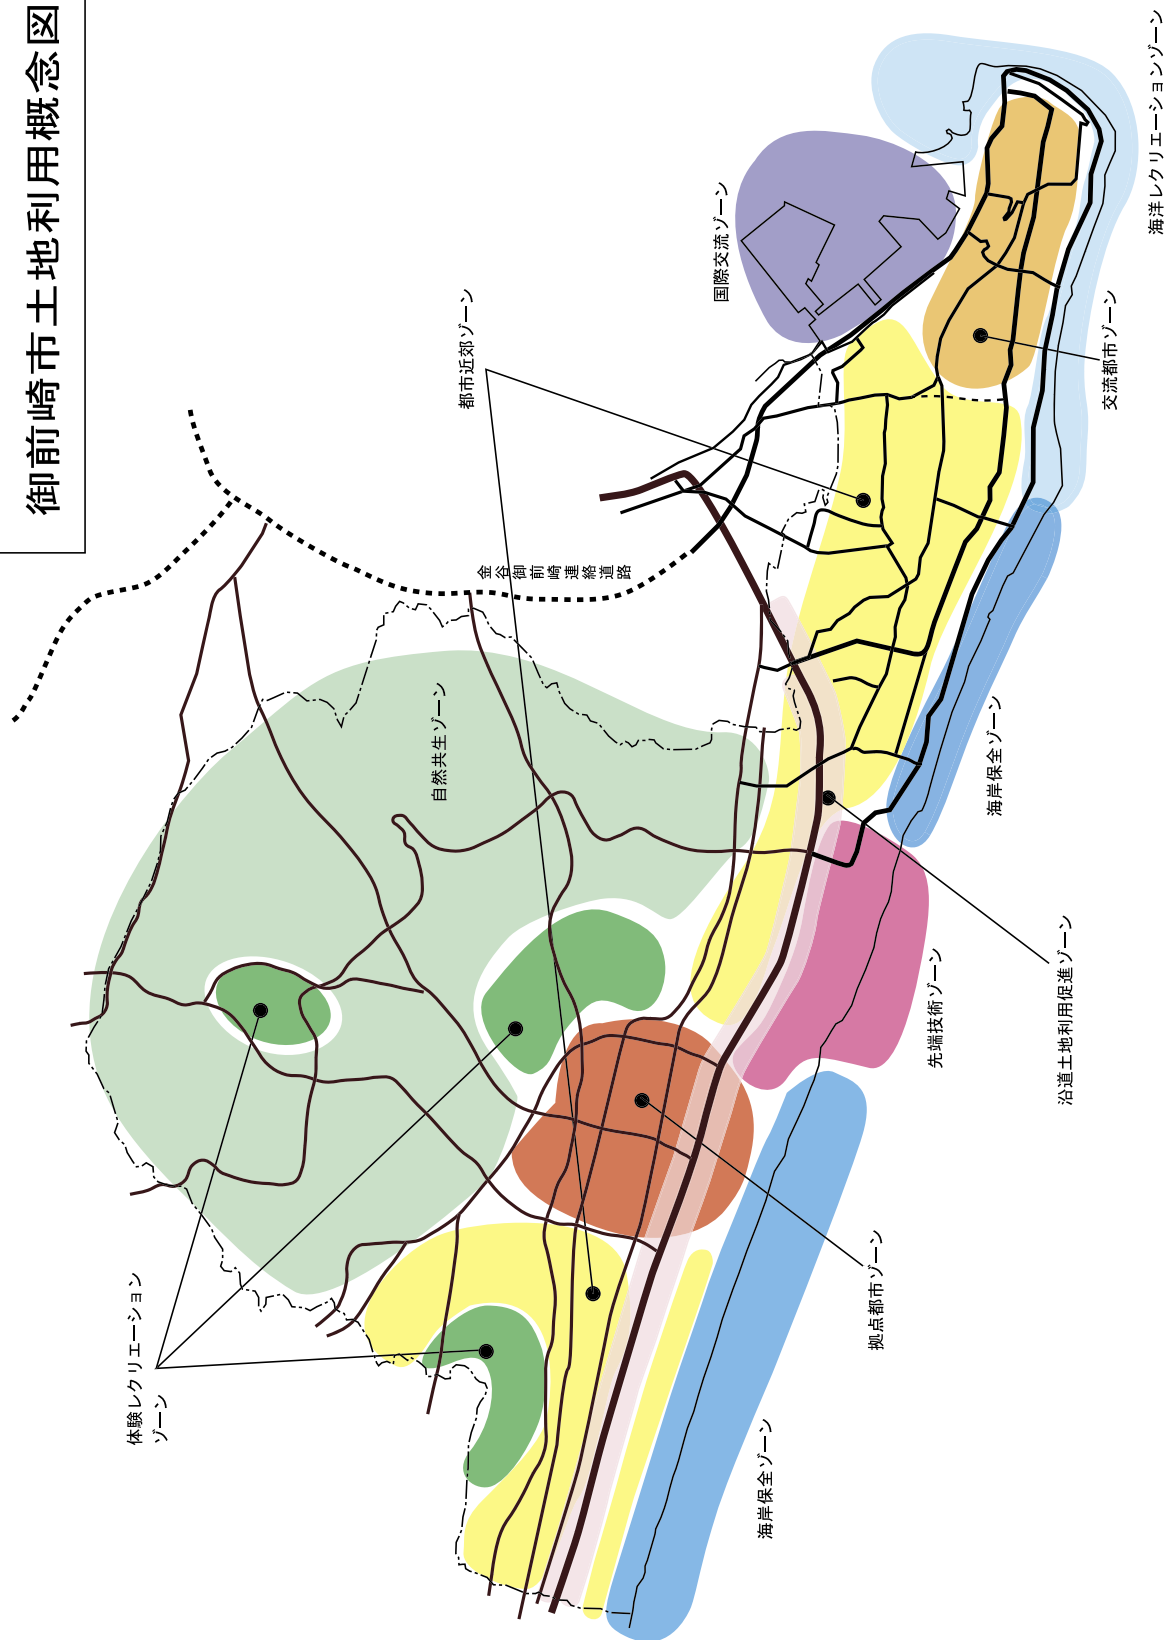 御前崎市土地利用概念図
体験レクリエーション
ゾーン
自然共生ゾーン
都市近郊ゾーン
金谷御前崎連絡道路
国際交流ゾーン
海洋レクリエーションゾーン
交流都市ゾーン
海岸保全ゾーン
沿道土地利用促進ゾーン
先端技術ゾーン
拠点都市ゾーン
海岸保全ゾーン